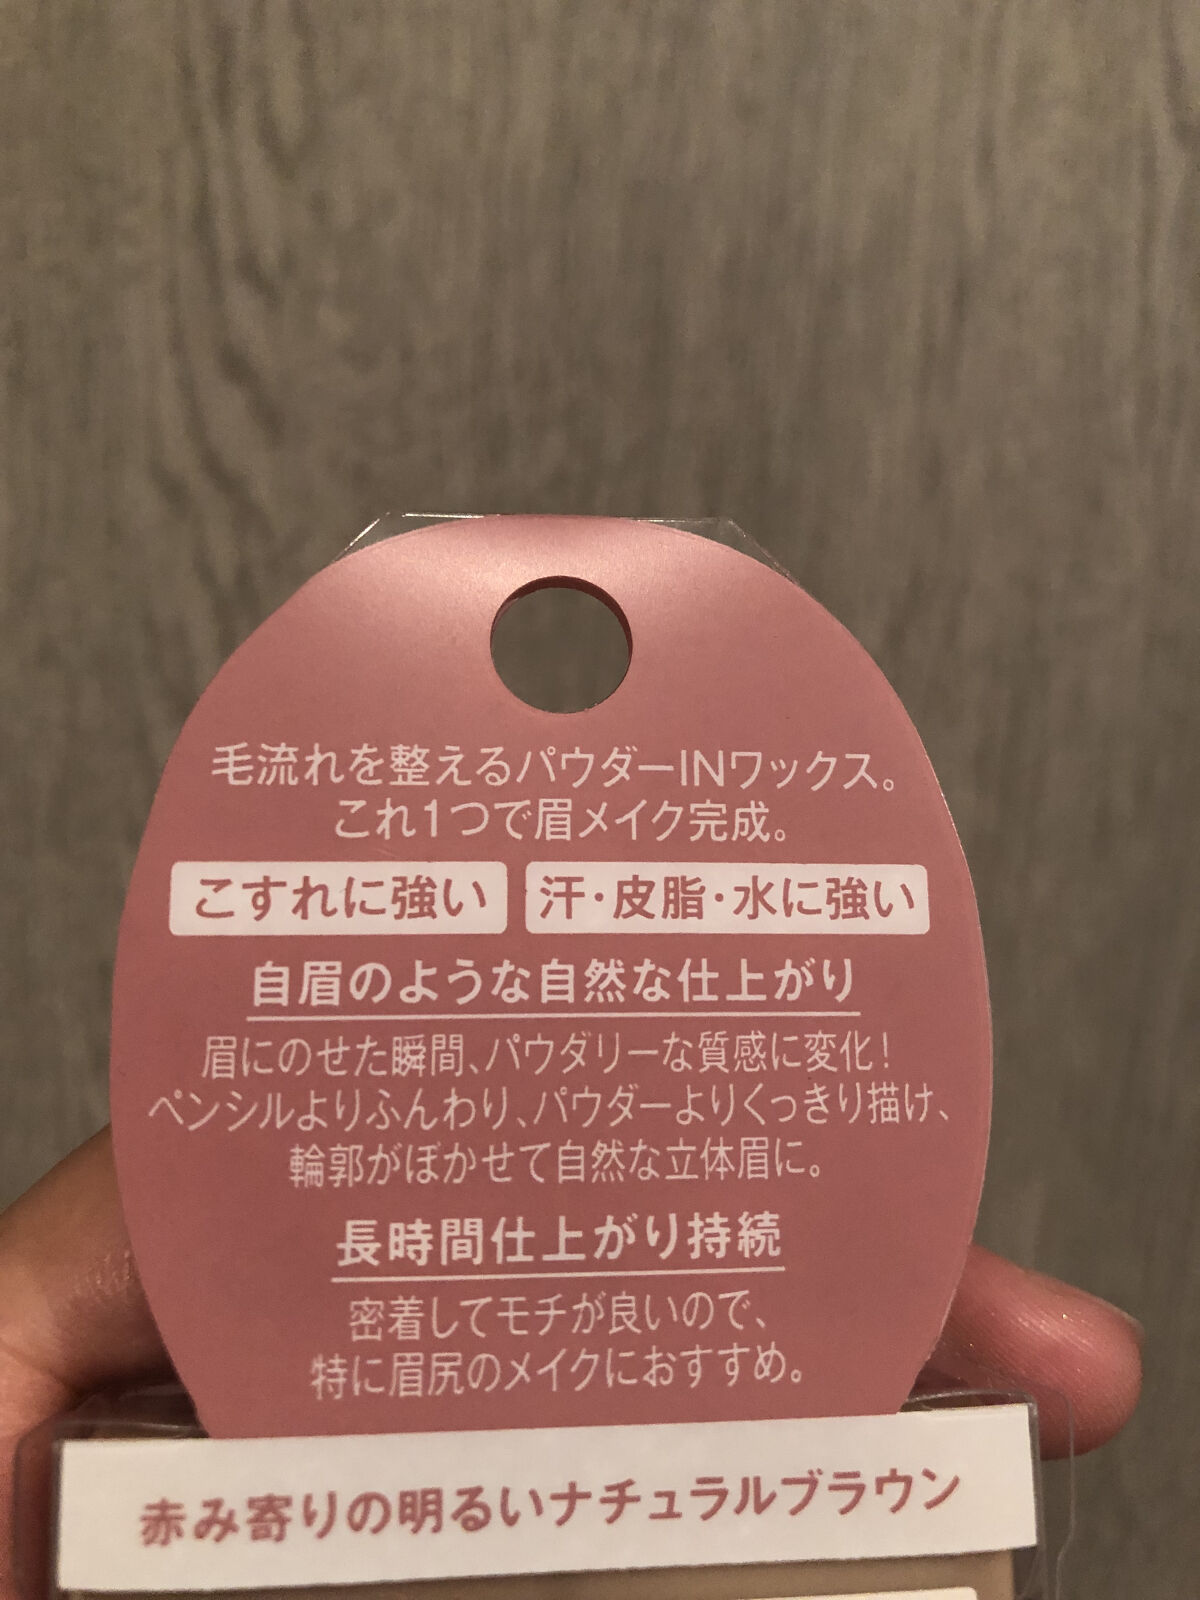 毛流れを整えるパウダーINワックス。
これ1つで眉メイク完成。
こすれに強い
汗・皮脂・水に強い
自眉のような自然な仕上がり
眉にのせた瞬間、パウダリーな質感に変化！
ペンシルよりふんわり、パウダーよりくっきり描け、
輪郭がぼかせて自然な立体眉に。
長時間仕上がり持続
密着してモチが良いので、
特に眉尻のメイクにおすすめ。
赤み寄りの明るいナチュラルブラウン